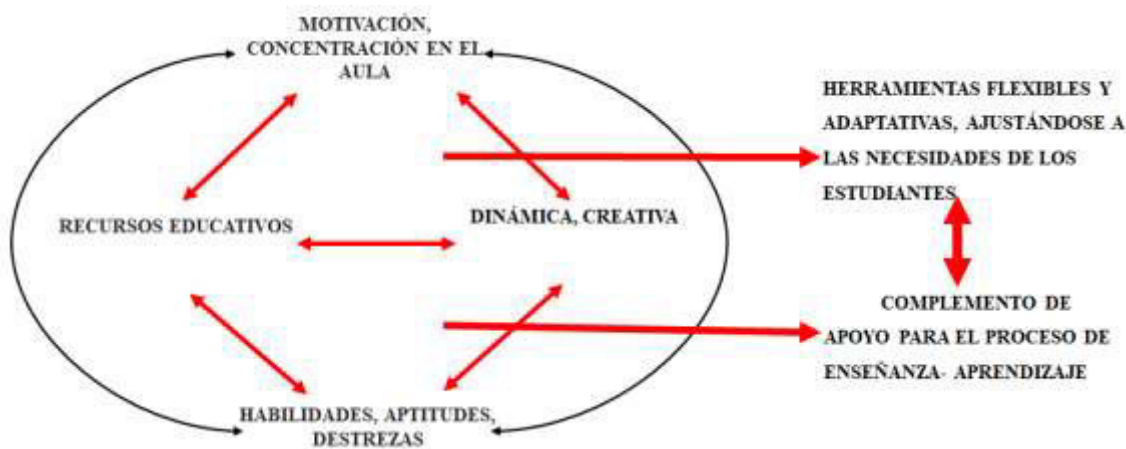 MOTIVACIÓN,
CONCENTRACIÓN EN EL
AULA
HERRAMIENTAS FLEXIBLES Y
ADAPTATIVAS, AJUSTÁNDOSE A
LAS NECESIDADES DE LOS
ESTUDIANTES
RECURSOS EDUCATIVOS
DINÁMICA, CREATIVA
COMPLEMENTO DE
APOYO PARA EL PROCESO DE
ENSEÑANZA- APRENDIZAJE
HABILIDADES, APTITUDES,
DESTREZAS